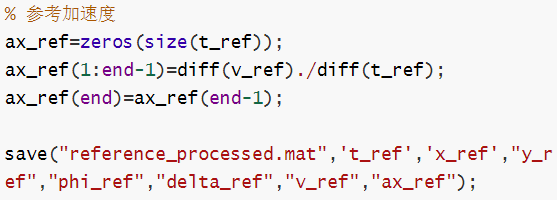 % 参考加速度
ax_ref=zeros(size(t_ref));
ax_ref(1:end-1)=diff(v_ref)./diff(t_ref);
ax_ref(end)=ax_ref(end-1);
save("reference_processed.mat",'t_ref','x_ref',"y_r
ef","phi_ref","delta_ref","v_ref","ax_ref");